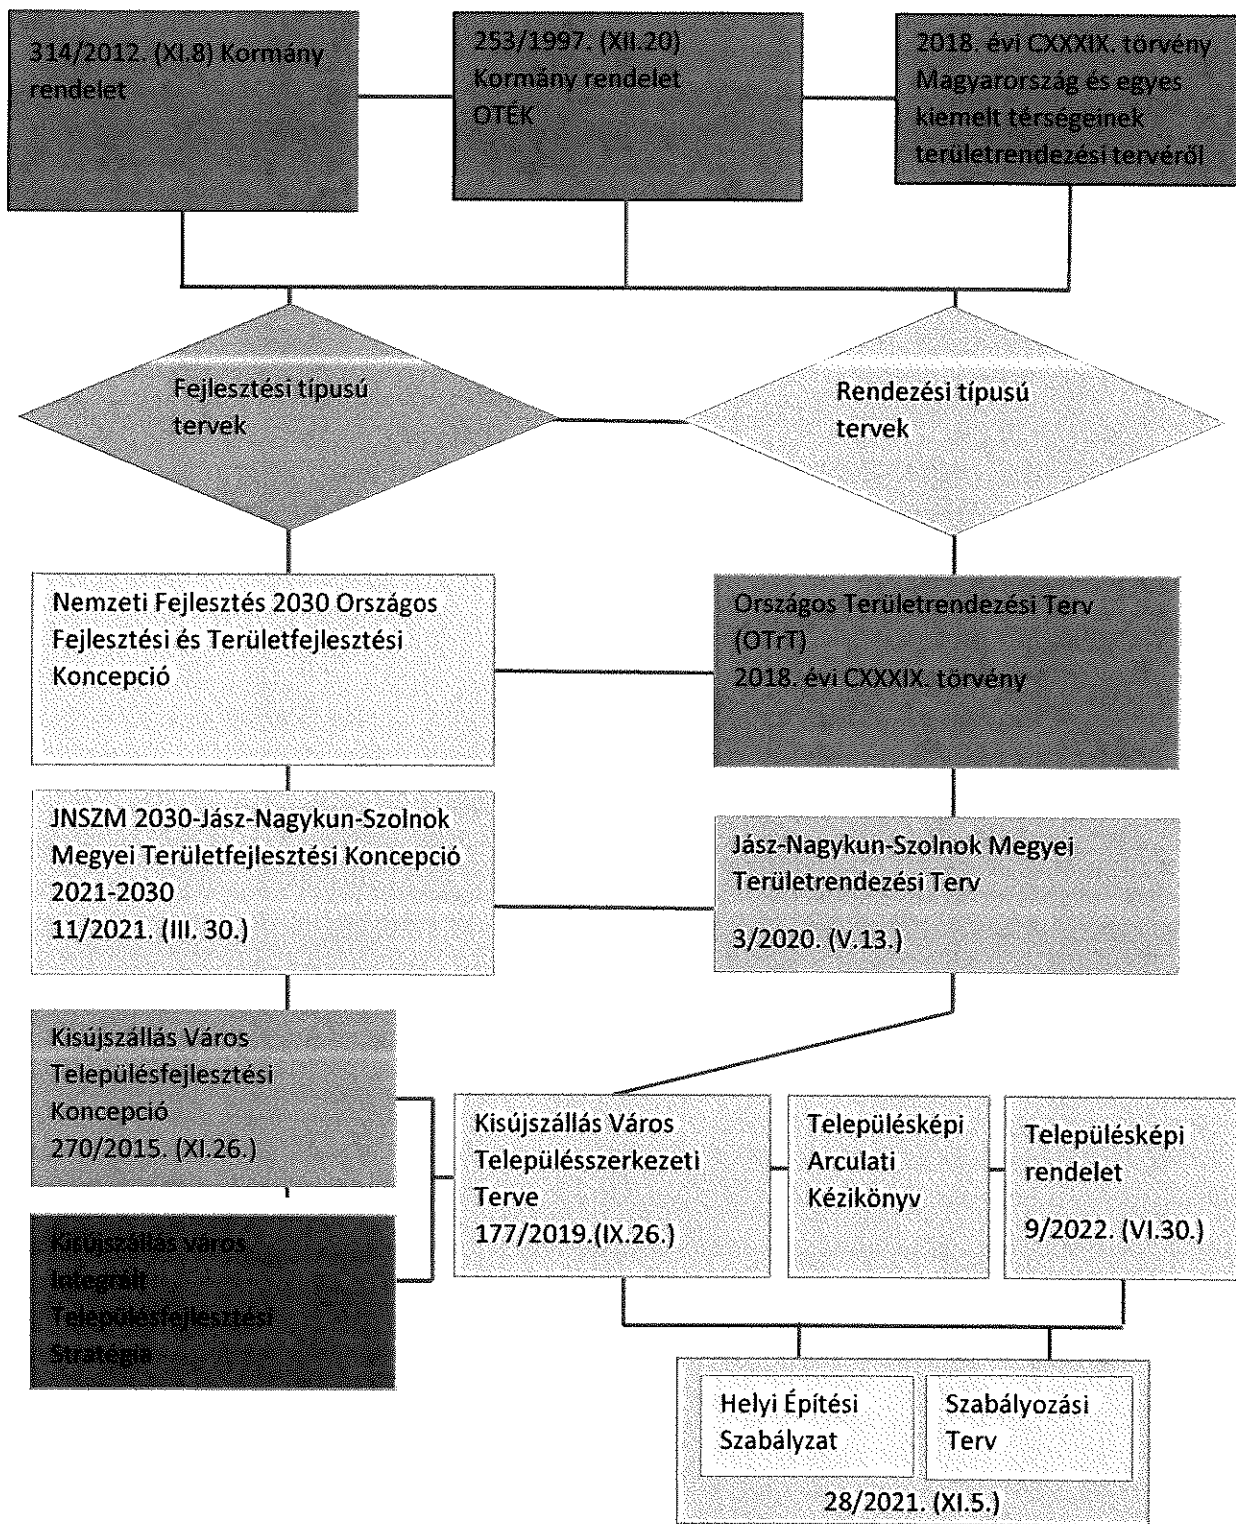 314/2012. (XI.8) Kormány
rendelet
253/1997. (XII.20)
Kormány rendelet
OTÉK
2018. évi CXXXIX. törvény
Magyarország és egyes
kiemelt térségeinek
területrendezési tervéről
Fejlesztési típusú
tervek
Rendezési típusú
tervek
Nemzeti Fejlesztés 2030 Országos
Fejlesztési és Területfejlesztési
Koncepció
Országos Területrendezési Terv
(OTrT)
2018. évi CXXXIX. törvény
JNSZM 2030-Jász-Nagykun-Szolnok
Megyei Területfejlesztési Koncepció
2021-2030
11/2021. (III. 30.)
Jász-Nagykun-Szolnok Megyei
Területrendezési Terv
3/2020. (V.13.)
Kisújszállás Város
Településfejlesztési
Koncepció
270/2015. (XI.26.)
Kisújszállás város
Integrált
Településfejlesztési
Stratégia
Kisújszállás Város
Településszerkezeti
Terve
177/2019.(IX.26.)
Településképi
Arculati
Kézikönyv
Településképi
rendelet
9/2022. (VI.30.)
Helyi Építési
Szabályzat
Szabályozási
Terv
28/2021. (XI.5.)